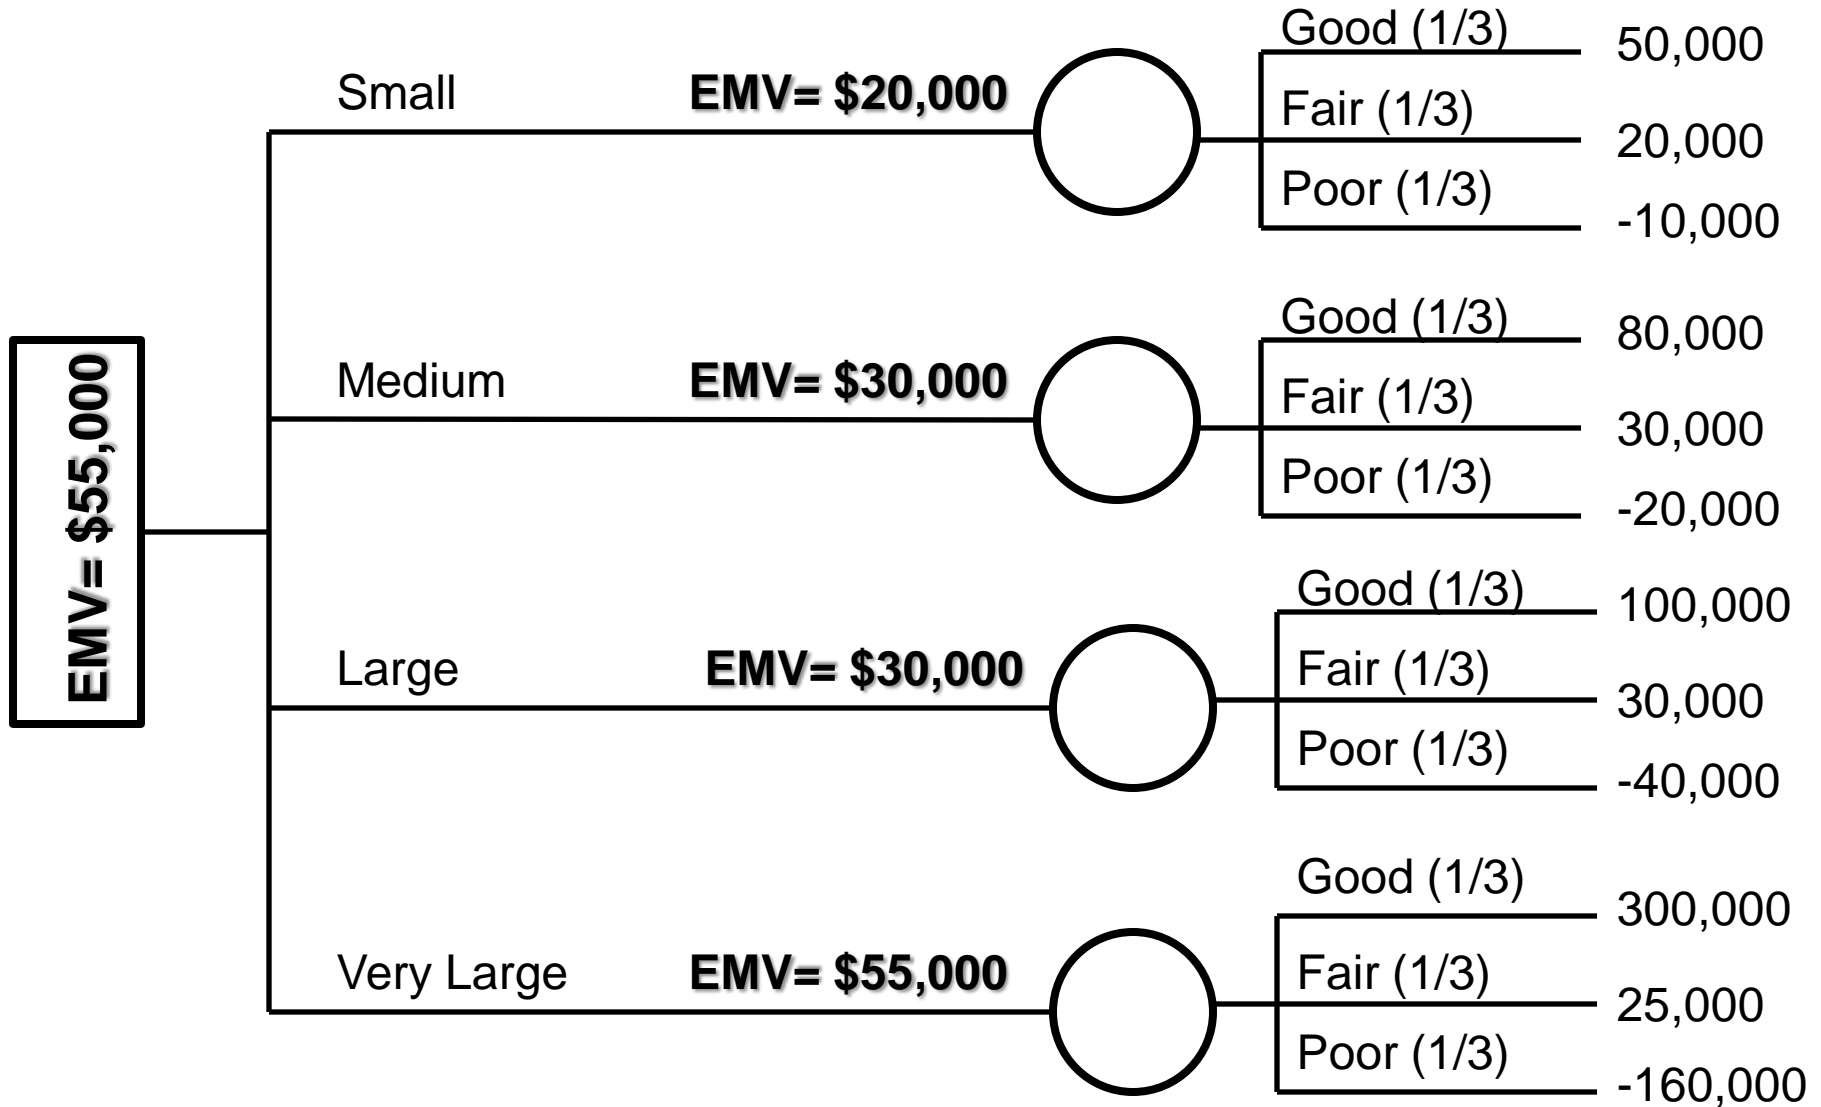 Good (1/3)
50,000
Small
EMV= $20,000
Fair (1/3)
20,000
Poor (1/3)
-10,000
Good (1/3)
80,000
Medium
EMV= $30,000
Fair (1/3)
30,000
Poor (1/3)
-20,000
EMV= $55,000
Good (1/3)
100,000
Large
EMV= $30,000
Fair (1/3)
30,000
Poor (1/3)
-40,000
Good (1/3)
300,000
Very Large
EMV= $55,000
Fair (1/3)
25,000
Poor (1/3)
-160,000